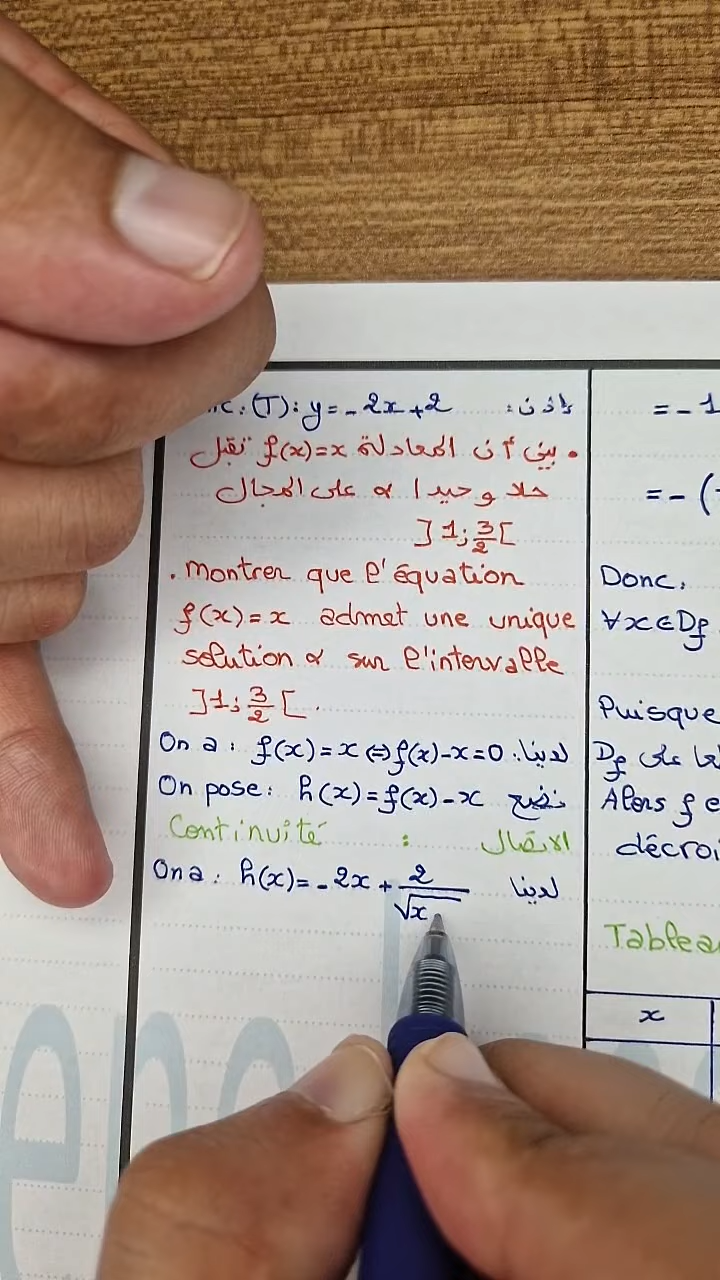 (T): y = -2x+2 إذن:
• بين أن المعادلة f(x)=x تقبل
حلا وحيدا α على المجال
]1; 3/2[
. montrer que l'équation
f(x)=x admet une unique
solution α sur l'intervalle
]1; 3/2[.
On a: f(x)=x ⇔ f(x)-x=0 لدينا:
On pose: h(x)=f(x)-x نضع
Continuité : الاتصال
On a: h(x)= -2x + 2/√x لدينا
= -1
= -(
Donc,
∀x∈Df
Puisque
Df
Alors f e
décroi
Tablea
x
en